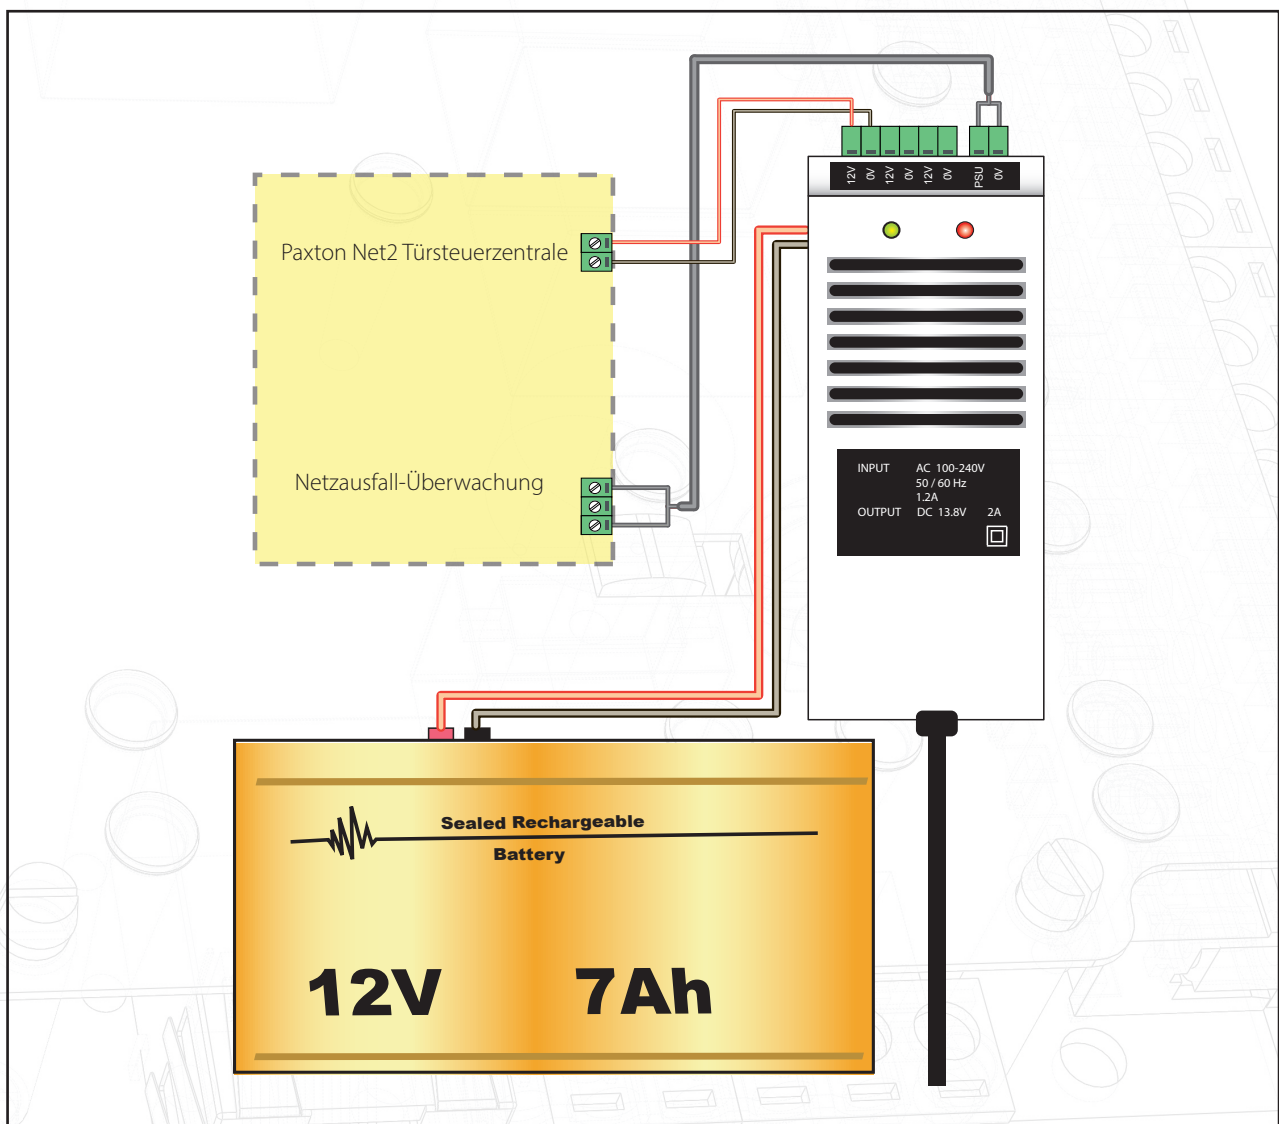 12V 0V 12V 0V 12V 0V PSU 0V
Paxton Net2 Türsteuerzentrale
Netzausfall-Überwachung
INPUT AC 100-240V
50 / 60 Hz
1.2A
OUTPUT DC 13.8V 2A
Sealed Rechargeable
Battery
12V 7Ah